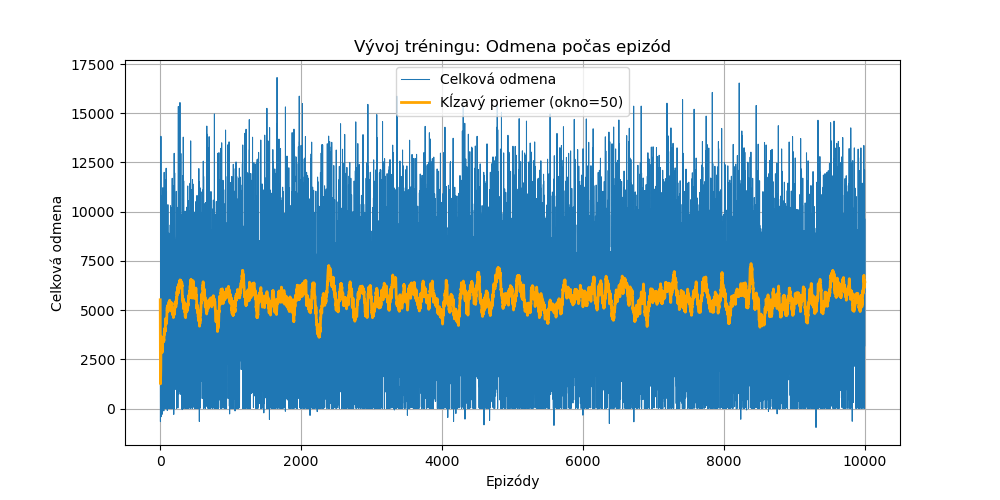 Vývoj tréningu: Odmena počas epizód
Celková odmena
Kĺzavý priemer (okno=50)
17500
15000
12500
10000
7500
5000
2500
0
Celková odmena
0 2000 4000 6000 8000 10000
Epizódy